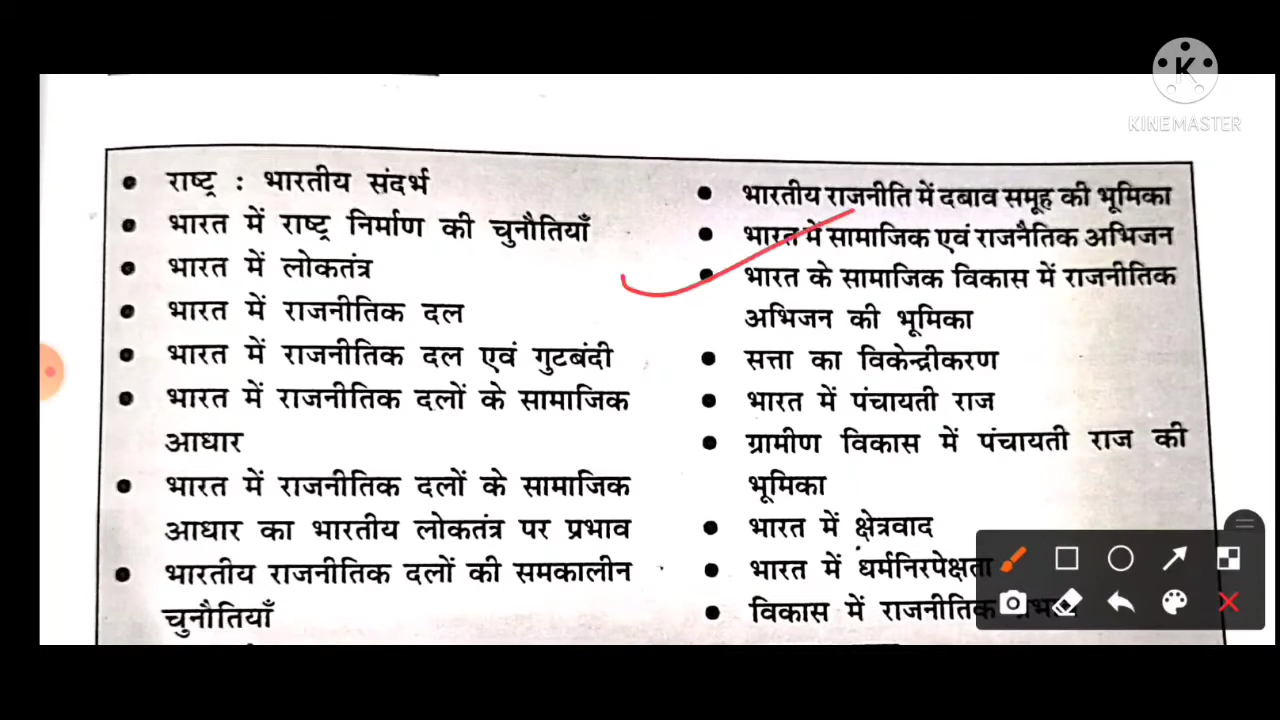 K
KINEMASTER
• राष्ट्र : भारतीय संदर्भ
• भारत में राष्ट्र निर्माण की चुनौतियाँ
• भारत में लोकतंत्र
• भारत में राजनीतिक दल
• भारत में राजनीतिक दल एवं गुटबंदी
• भारत में राजनीतिक दलों के सामाजिक
आधार
• भारत में राजनीतिक दलों के सामाजिक
आधार का भारतीय लोकतंत्र पर प्रभाव
• भारतीय राजनीतिक दलों की समकालीन
चुनौतियाँ
• भारतीय राजनीति में दबाव समूह की भूमिका
• भारत में सामाजिक एवं राजनैतिक अभिजन
• भारत के सामाजिक विकास में राजनीतिक
अभिजन की भूमिका
• सत्ता का विकेन्द्रीकरण
• भारत में पंचायती राज
• ग्रामीण विकास में पंचायती राज की
भूमिका
• भारत में क्षेत्रवाद
• भारत में धर्मनिरपेक्षता
• विकास में राजनीतिक